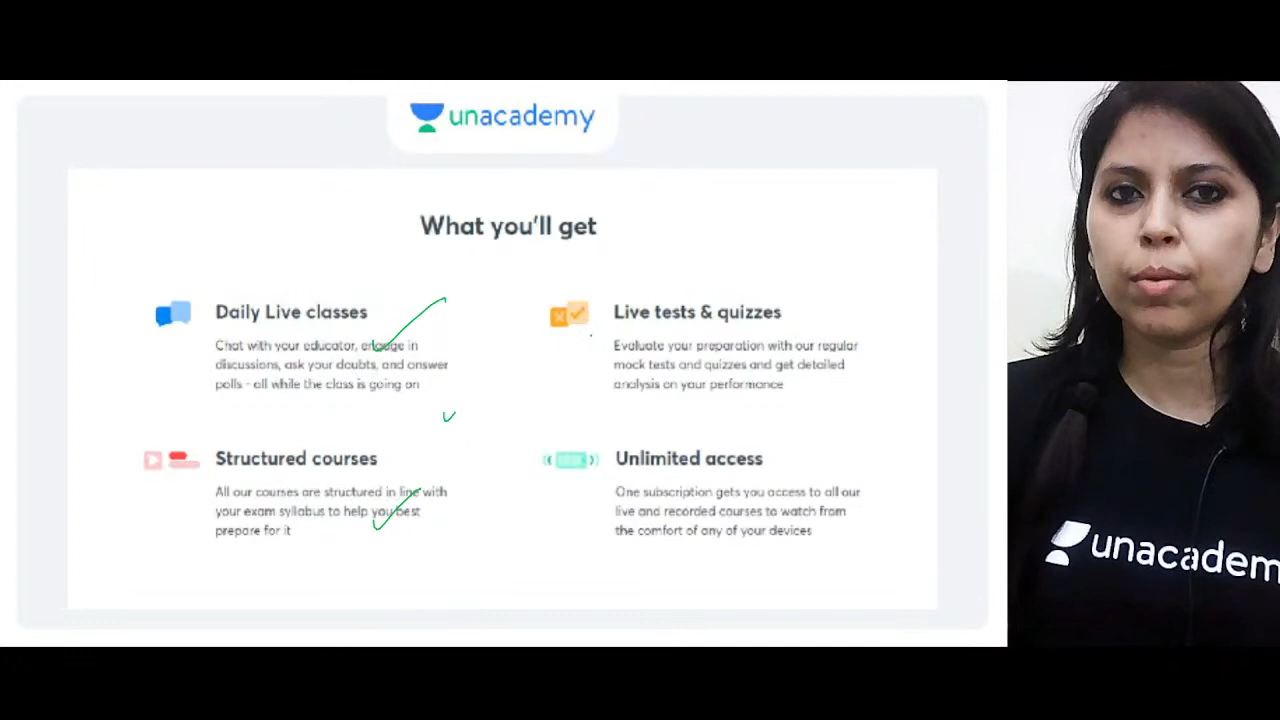 unacademy
What you'll get
Daily Live classes
Chat with your educator, engage in
discussions, ask your doubts, and answer
polls - all while the class is going on
Live tests & quizzes
Evaluate your preparation with our regular
mock tests and quizzes and get detailed
analysis on your performance
Structured courses
All our courses are structured in line with
your exam syllabus to help you best
prepare for it
Unlimited access
One subscription gets you access to all our
live and recorded courses to watch from
the comfort of any of your devices
unacadem